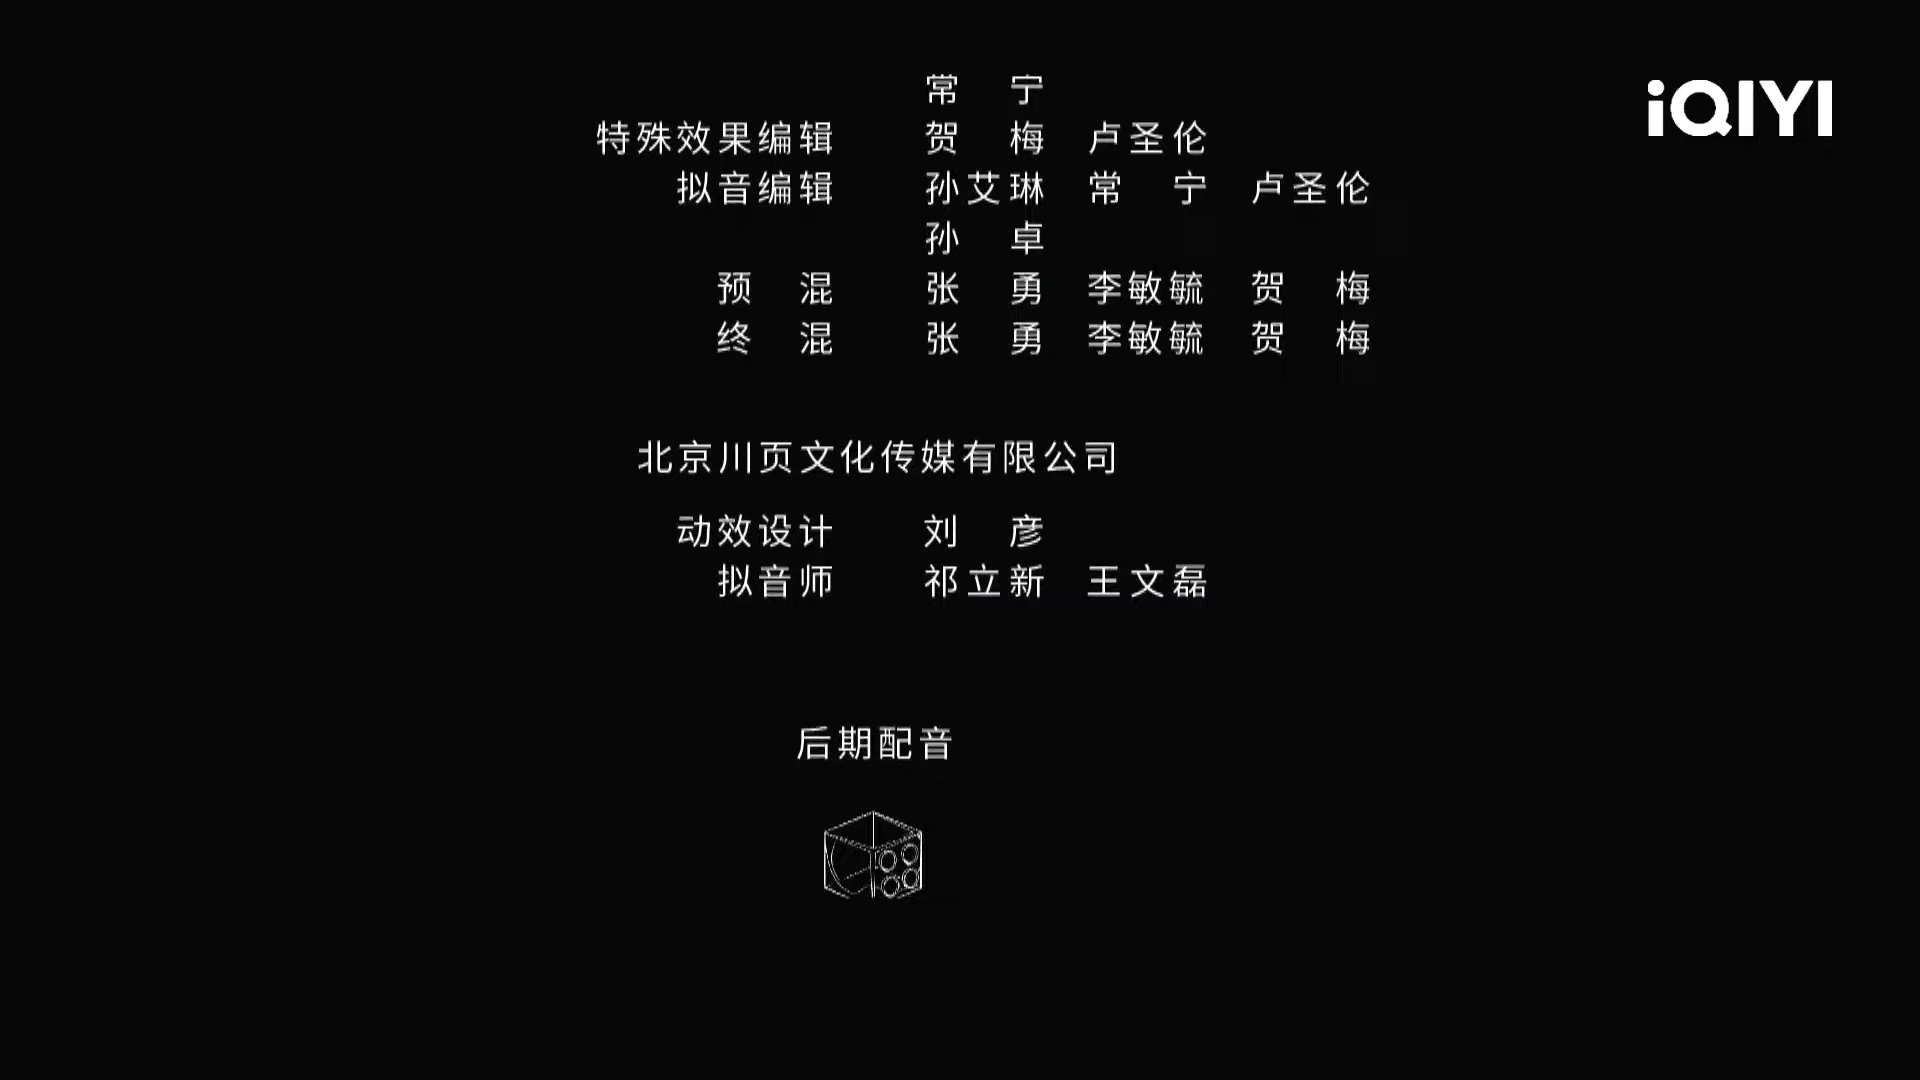 常 宁
iQIYI
特殊效果编辑 贺 梅 卢圣伦
拟音编辑 孙艾琳 常 宁 卢圣伦
孙 卓
预 混 张 勇 李敏毓 贺 梅
终 混 张 勇 李敏毓 贺 梅
北京川页文化传媒有限公司
动效设计 刘 彦
拟音师 祁立新 王文磊
后期配音